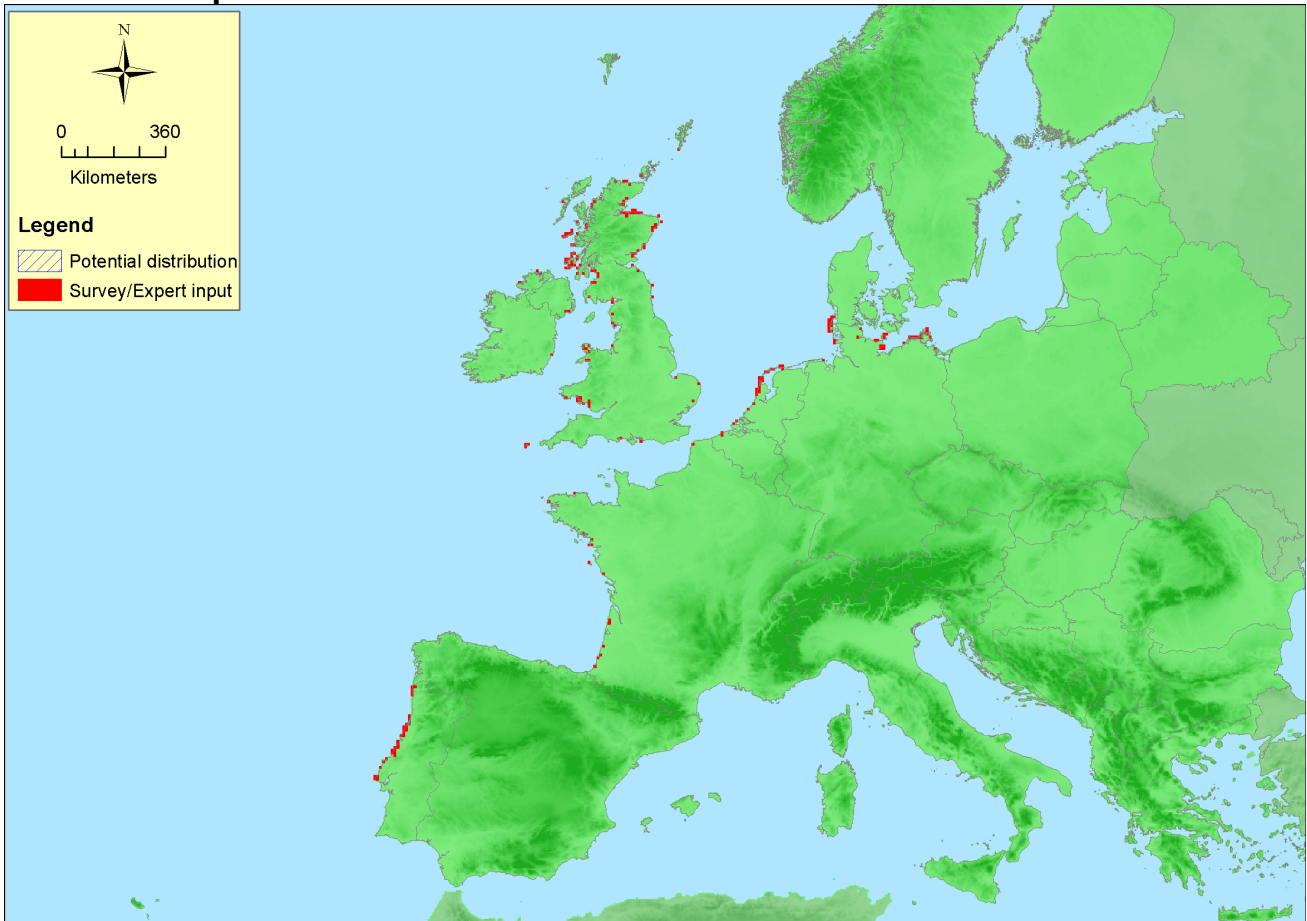 N
0 360
Kilometers
Legend
Potential distribution
Survey/Expert input